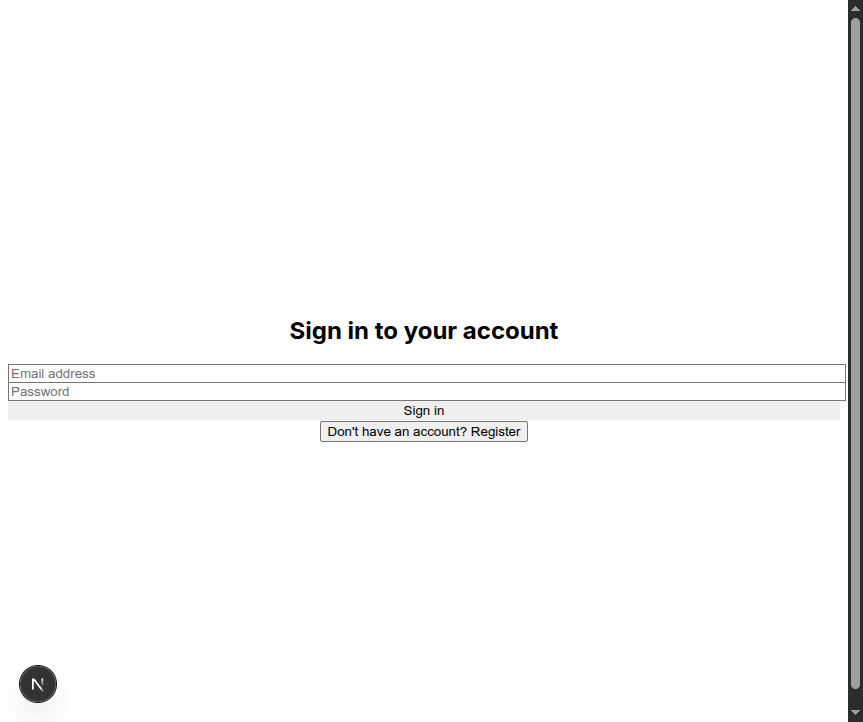 Sign in to your account
Email address
Password
Sign in
Don't have an account? Register
N